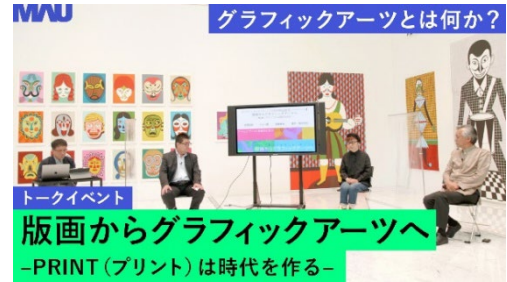 MAU
グラフィックアーツとは何か？
トークイベント
版画からグラフィックアーツへ
–PRINT（プリント）は時代を作る–